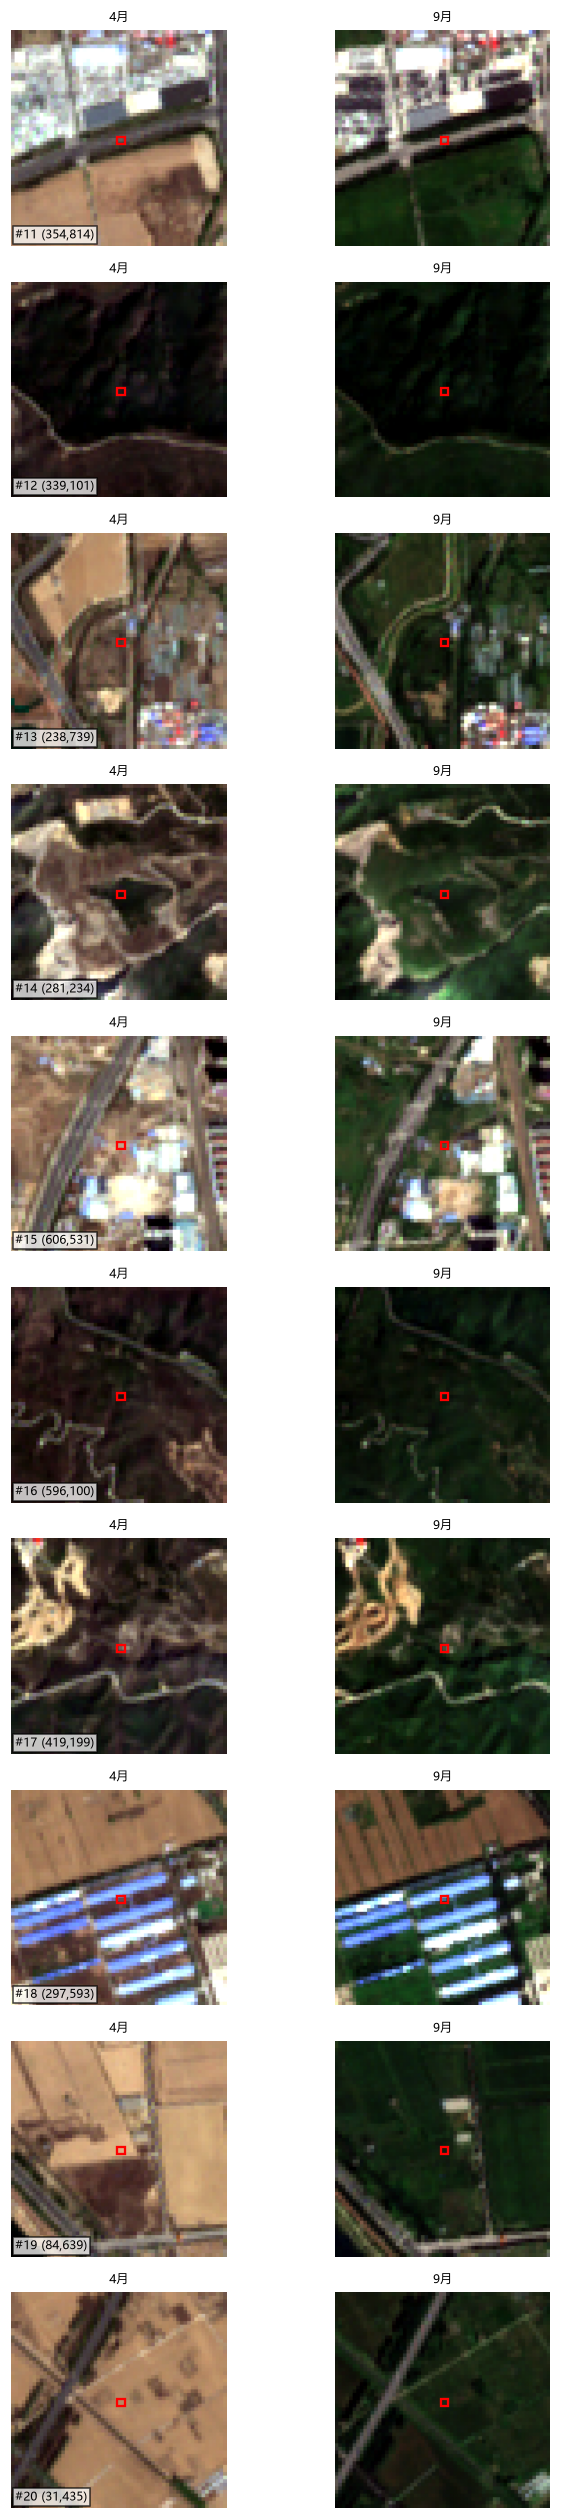 4月 9月
#11 (354,814)
4月 9月
#12 (339,101)
4月 9月
#13 (238,739)
4月 9月
#14 (281,234)
4月 9月
#15 (606,531)
4月 9月
#16 (596,100)
4月 9月
#17 (419,199)
4月 9月
#18 (297,593)
4月 9月
#19 (84,639)
4月 9月
#20 (31,435)